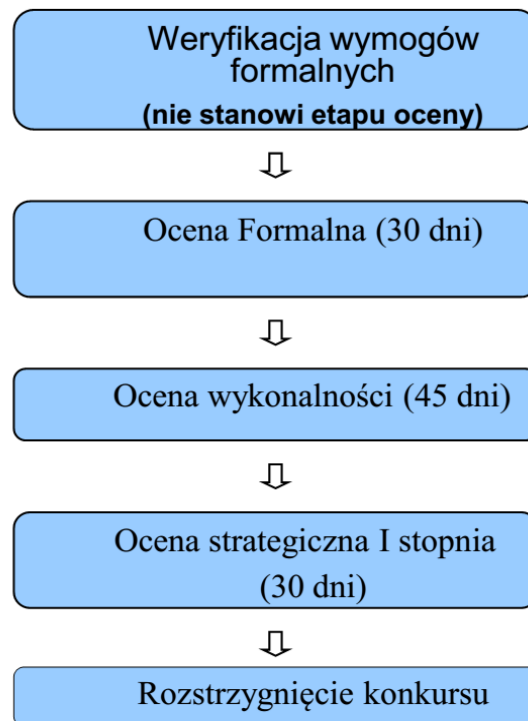 Weryfikacja wymogów
formalnych
(nie stanowi etapu oceny)
Ocena Formalna (30 dni)
Ocena wykonalności (45 dni)
Ocena strategiczna I stopnia
(30 dni)
Rozstrzygnięcie konkursu